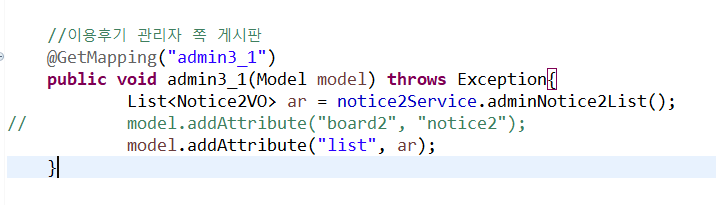 //이용후기 관리자 쪽 게시판
@GetMapping("admin3_1")
public void admin3_1(Model model) throws Exception{
List<Notice2VO> ar = notice2Service.adminNotice2List();
// model.addAttribute("board2", "notice2");
model.addAttribute("list", ar);
}